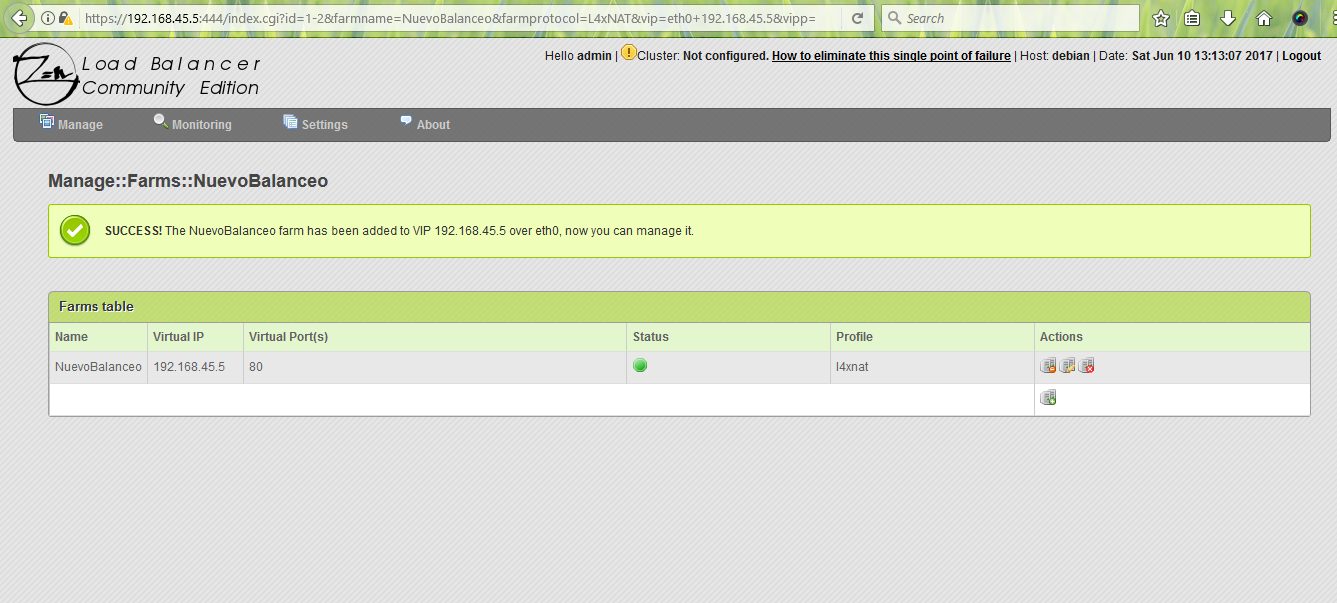 https://192.168.45.5:444/index.cgi?id=1-2&farmname=NuevoBalanceo&farmprotocol=L4xNAT&vip=eth0+192.168.45.5&vipp=
Search
Zen Load Balancer
Community Edition
Hello admin | Cluster: Not configured. How to eliminate this single point of failure | Host: debian | Date: Sat Jun 10 13:13:07 2017 | Logout
Manage Monitoring Settings About
Manage::Farms::NuevoBalanceo
SUCCESS! The NuevoBalanceo farm has been added to VIP 192.168.45.5 over eth0, now you can manage it.
Farms table
Name Virtual IP Virtual Port(s) Status Profile Actions
NuevoBalanceo 192.168.45.5 80 l4xnat